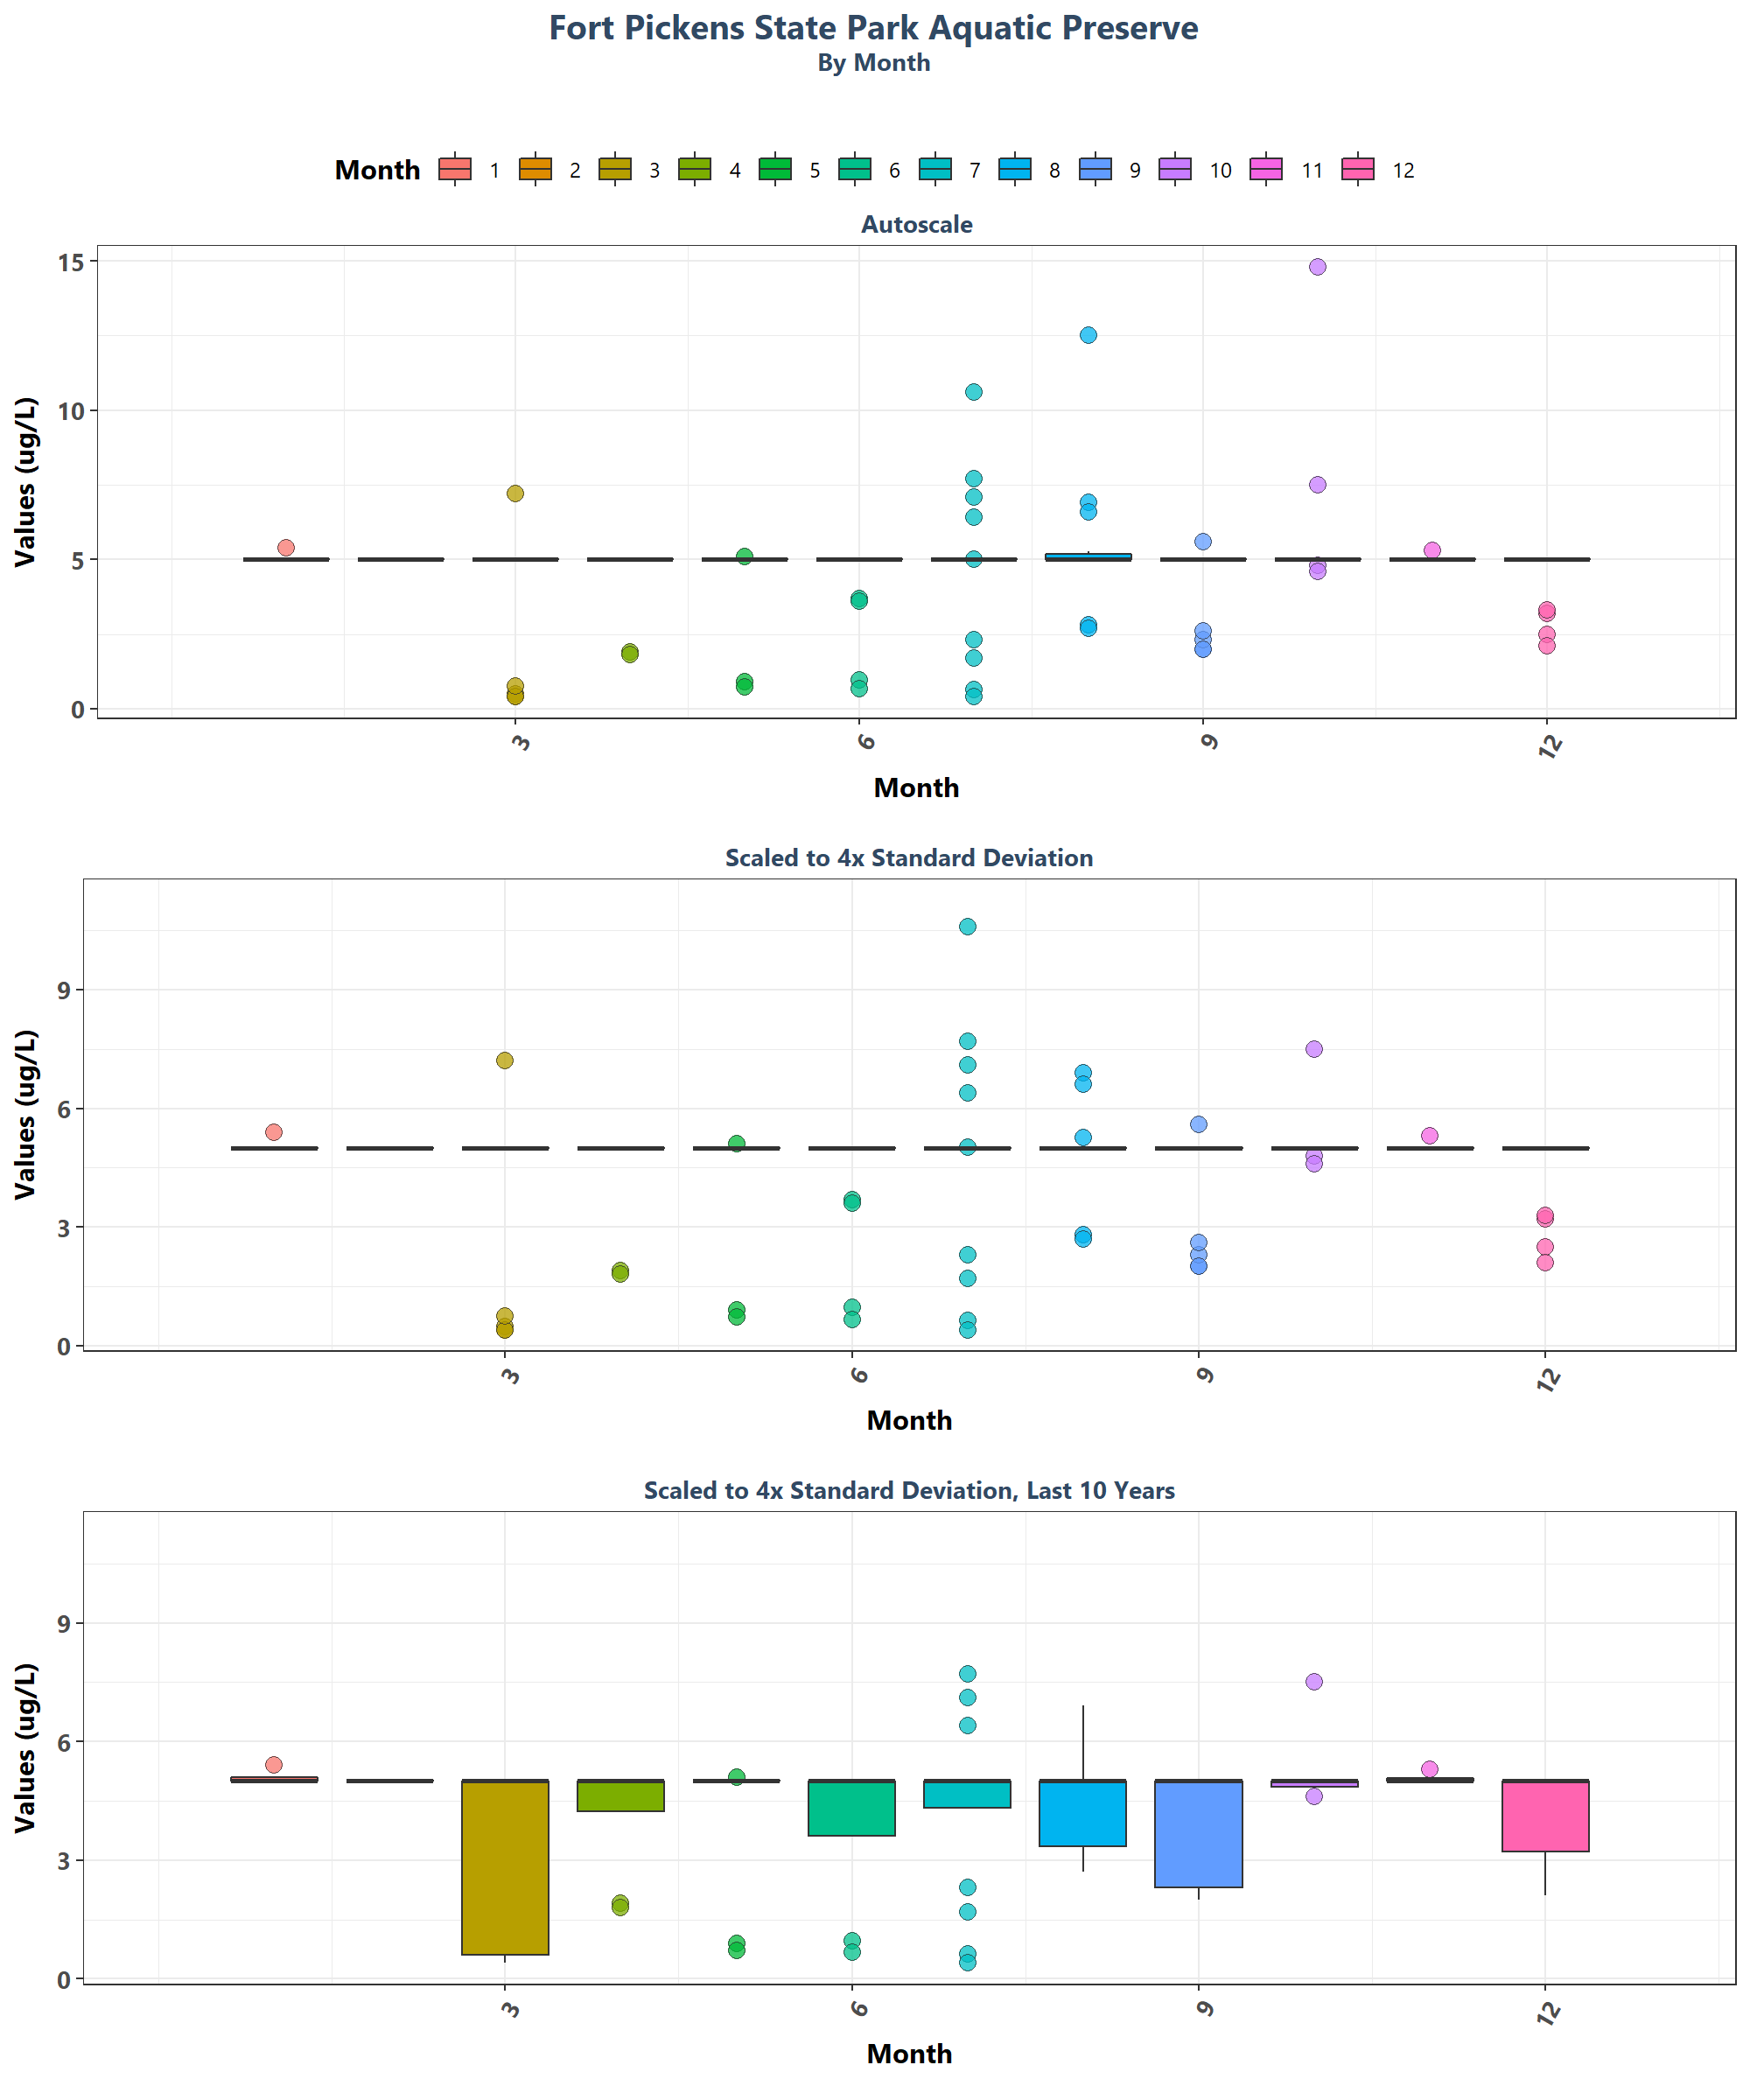 Fort Pickens State Park Aquatic Preserve
By Month
Month 1 2 3 4 5 6 7 8 9 10 11 12
Autoscale
Values (ug/L)
15
10
5
0
3 6 9 12
Month
Scaled to 4x Standard Deviation
Values (ug/L)
9
6
3
0
3 6 9 12
Month
Scaled to 4x Standard Deviation, Last 10 Years
Values (ug/L)
9
6
3
0
3 6 9 12
Month